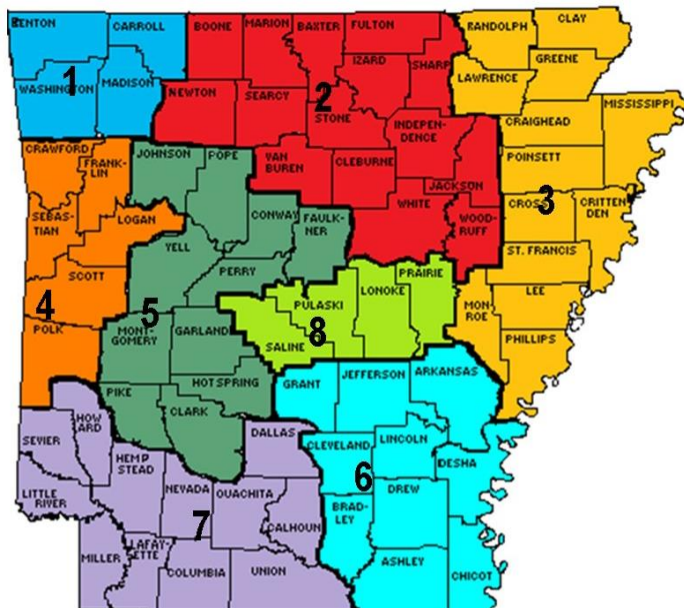 BENTON
CARROLL
1
WASHINGTON
MADISON
BOONE
MARION
BAXTER
FULTON
IZARD
SHARP
NEWTON
SEARCY
2
STONE
INDEPEN-
DENCE
VAN
BUREN
CLEBURNE
JACKSON
WHITE
WOOD-
RUFF
RANDOLPH
CLAY
GREENE
LAWRENCE
MISSISSIPPI
CRAIGHEAD
POINSETT
CROSS
3
CRITTEN
DEN
ST. FRANCIS
LEE
MON
ROE
PHILLIPS
CRAWFORD
FRANK-
LIN
SEBAS-
TIAN
LOGAN
SCOTT
4
POLK
JOHNSON
POPE
CONWAY
FAULK-
NER
YELL
PERRY
5
MONT-
GOMERY
GARLAND
HOT SPRING
PIKE
CLARK
PULASKI
LONOKE
PRAIRIE
8
SALINE
GRANT
JEFFERSON
ARKANSAS
CLEVELAND
LINCOLN
DESHA
6
DREW
BRAD-
LEY
ASHLEY
CHICOT
SEVIER
HOW
ARD
HEMP
STEAD
LITTLE
RIVER
NEVADA
OUACHITA
DALLAS
CALHOUN
7
MILLER
LAFAY-
ETTE
COLUMBIA
UNION